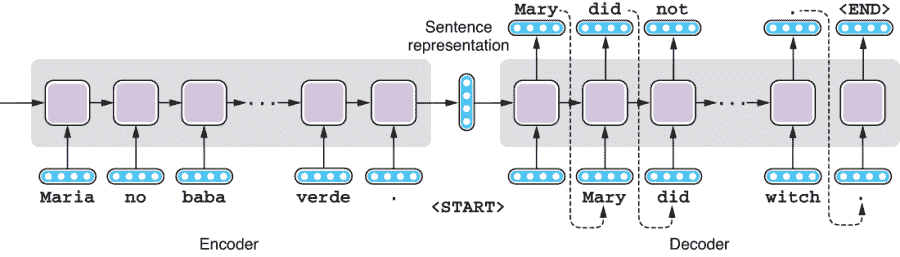 Mary did not . <END>
Sentence
representation
Maria no baba ... verde .
<START>
Mary did ... witch .
Encoder
Decoder